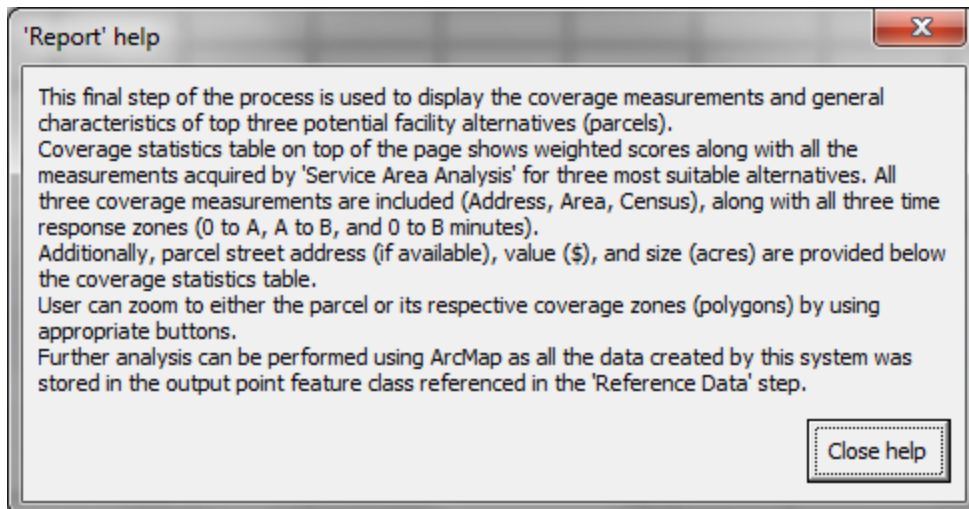 'Report' help
This final step of the process is used to display the coverage measurements and general
characteristics of top three potential facility alternatives (parcels).
Coverage statistics table on top of the page shows weighted scores along with all the
measurements acquired by 'Service Area Analysis' for three most suitable alternatives. All
three coverage measurements are included (Address, Area, Census), along with all three time
response zones (0 to A, A to B, and 0 to B minutes).
Additionally, parcel street address (if available), value ($), and size (acres) are provided below
the coverage statistics table.
User can zoom to either the parcel or its respective coverage zones (polygons) by using
appropriate buttons.
Further analysis can be performed using ArcMap as all the data created by this system was
stored in the output point feature class referenced in the 'Reference Data' step.
Close help